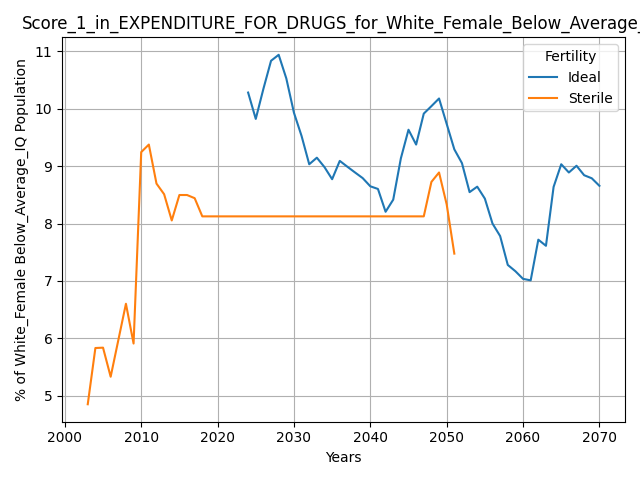 Score_1_in_EXPENDITURE_FOR_DRUGS_for_White_Female_Below_Average_
11
10
9
8
7
6
5
% of White_Female Below_Average_IQ Population
Fertility
Ideal
Sterile
2000 2010 2020 2030 2040 2050 2060 2070
Years